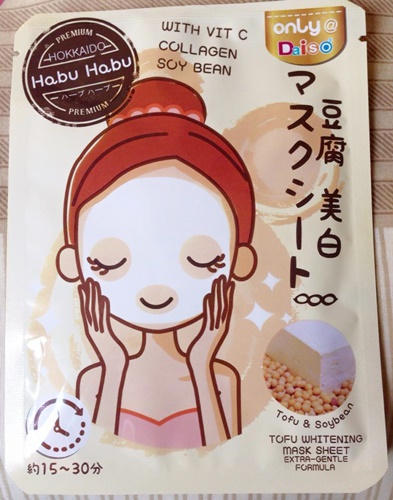 PREMIUM
HOKKAIDO
Habu Habu
ハーブ ハーブ
PREMIUM
WITH VIT C
COLLAGEN
SOY BEAN
only@
Daiso
豆腐 美白
マスクシート
Tofu & Soybean
TOFU WHITENING
MASK SHEET
EXTRA-GENTLE
FORMULA
約15~30分